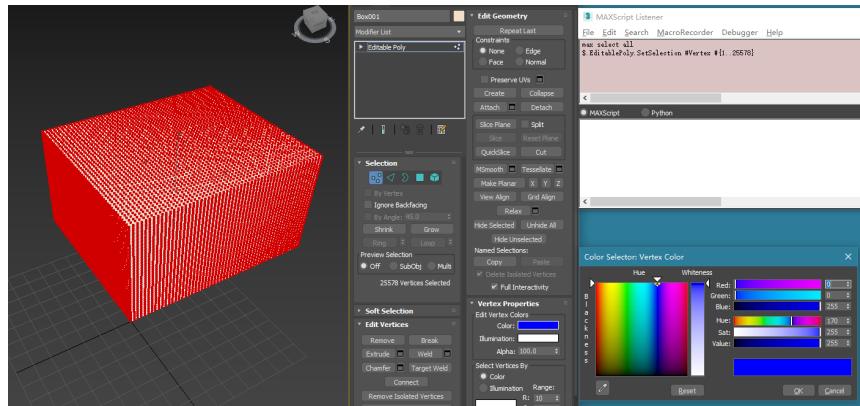 Box001
Modifier List
Editable Poly
Selection
By Vertex
Ignore Backfacing
By Angle: 45.0
Shrink
Grow
Ring
Loop
Preview Selection
Off
SubObj
Multi
25578 Vertices Selected
Soft Selection
Edit Vertices
Remove
Break
Extrude
Weld
Chamfer
Target Weld
Connect
Remove Isolated Vertices
Edit Geometry
Repeat Last
Constraints
None
Edge
Face
Normal
Preserve UVs
Create
Collapse
Attach
Detach
Slice Plane
Split
Slice
Reset Plane
QuickSlice
Cut
MSmooth
Tessellate
Make Planar
X
Y
Z
View Align
Grid Align
Relax
Hide Selected
Unhide All
Hide Unselected
Named Selections:
Copy
Paste
Delete Isolated Vertices
Full Interactivity
Vertex Properties
Edit Vertex Colors
Color:
Illumination:
Alpha: 100.0
Select Vertices By
Color
Illumination
Range:
R: 10
MAXScript Listener
File Edit Search MacroRecorder Debugger Help
max select all
$.EditablePoly.SetSelection #Vertex #{1..25578}
MAXScript
Python
Color Selector: Vertex Color
Hue
Whiteness
Blackness
Red: 0
Green: 0
Blue: 255
Hue: 170
Sat: 255
Value: 255
Reset
OK
Cancel